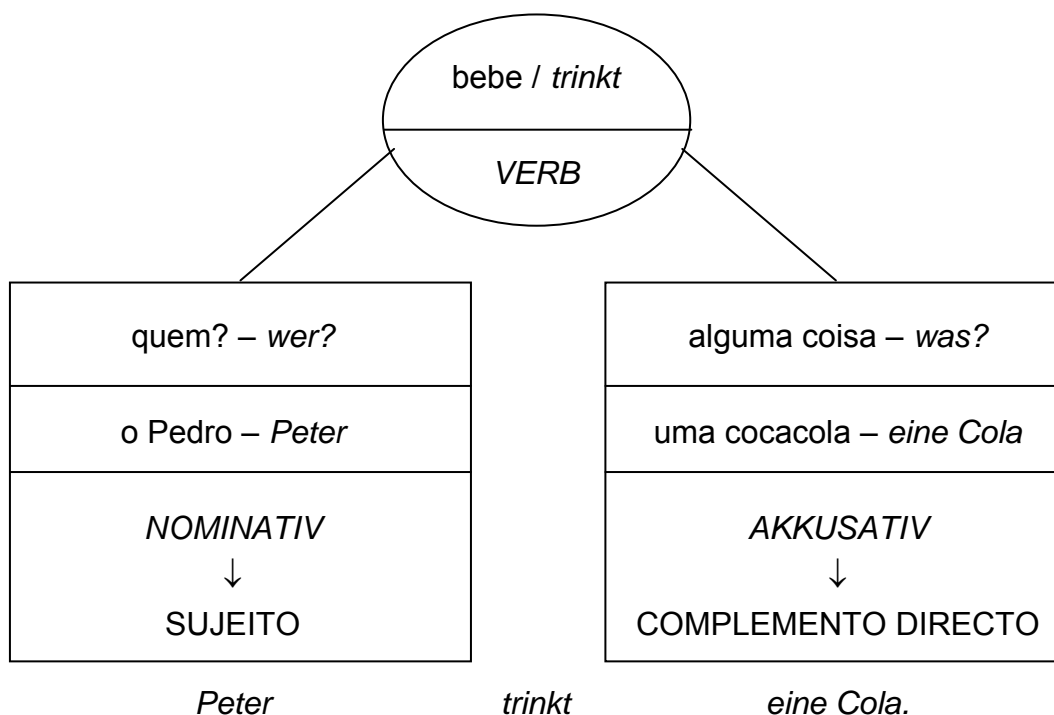 bebe / trinkt
VERB
quem? – wer?
o Pedro – Peter
NOMINATIV
↓
SUJEITO
alguma coisa – was?
uma cocacola – eine Cola
AKKUSATIV
↓
COMPLEMENTO DIRECTO
Peter trinkt eine Cola.